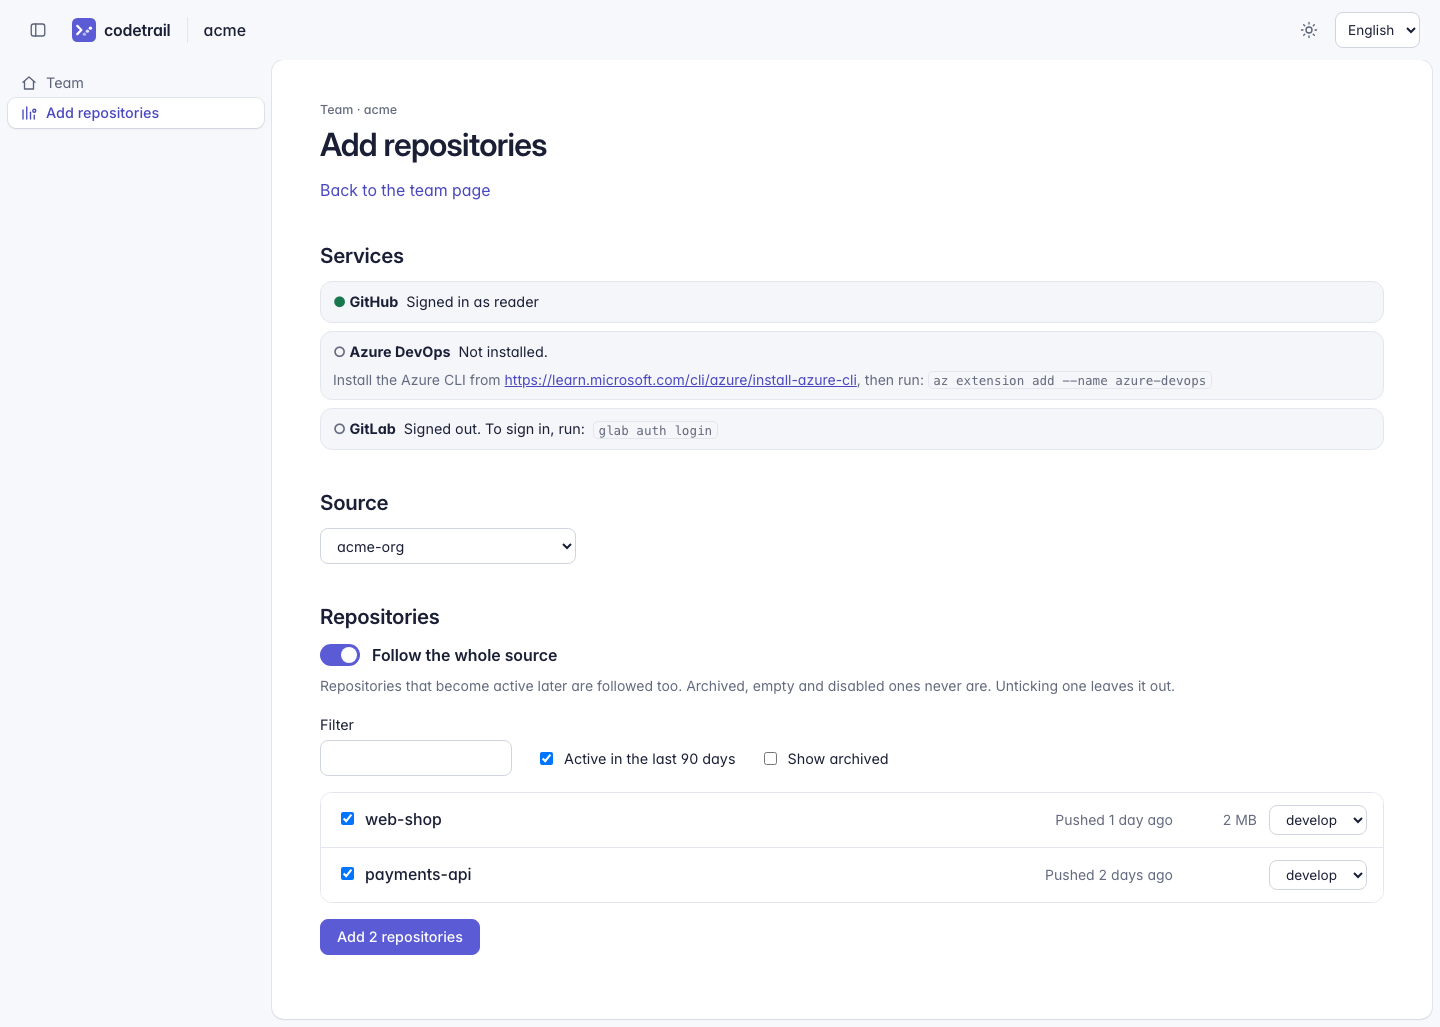 codetrail
acme
English
Team
Add repositories
Team · acme
Add repositories
Back to the team page
Services
GitHub Signed in as reader
Azure DevOps Not installed.
Install the Azure CLI from https://learn.microsoft.com/cli/azure/install-azure-cli, then run: az extension add --name azure-devops
GitLab Signed out. To sign in, run: glab auth login
Source
acme-org
Repositories
Follow the whole source
Repositories that become active later are followed too. Archived, empty and disabled ones never are. Unticking one leaves it out.
Filter
Active in the last 90 days
Show archived
web-shop Pushed 1 day ago 2 MB develop
payments-api Pushed 2 days ago develop
Add 2 repositories